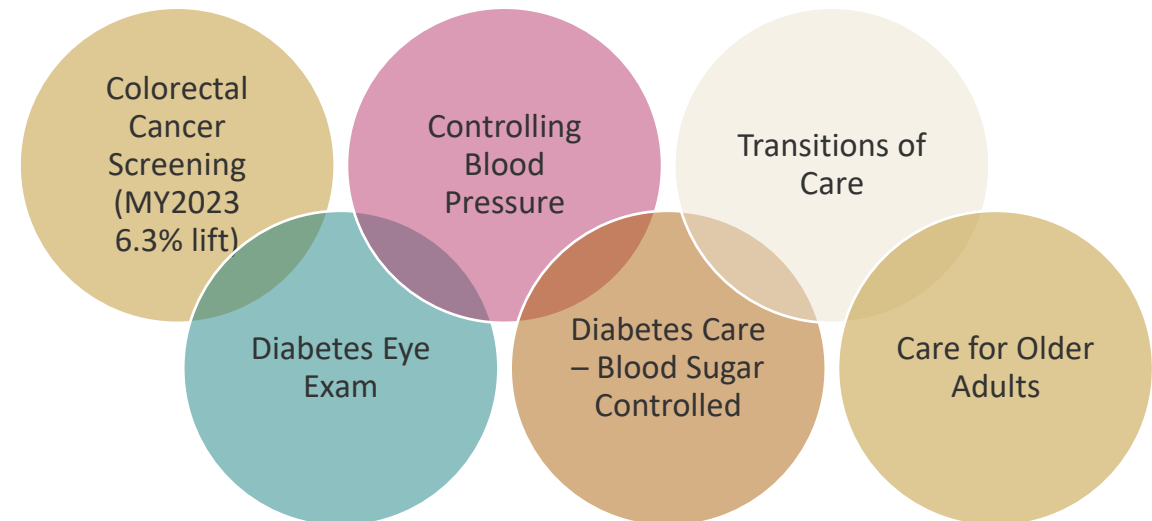 Colorectal
Cancer
Screening
(MY2023
6.3% lift)
Controlling
Blood
Pressure
Transitions of
Care
Diabetes Eye
Exam
Diabetes Care
– Blood Sugar
Controlled
Care for Older
Adults